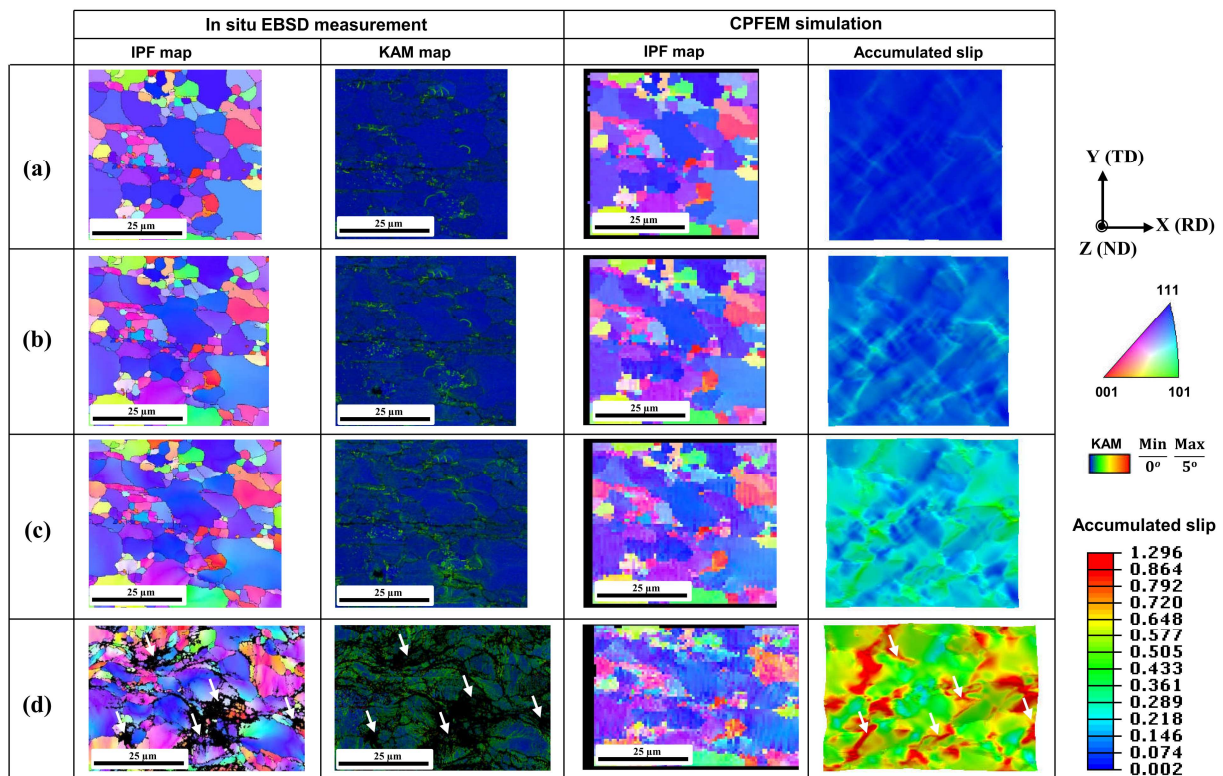 In situ EBSD measurement CPFEM simulation
IPF map KAM map IPF map Accumulated slip
(a)
25 µm 25 µm 25 µm
(b)
25 µm 25 µm 25 µm
(c)
25 µm 25 µm 25 µm
(d)
25 µm 25 µm 25 µm
Y (TD)
X (RD)
Z (ND)
111
001 101
KAM Min Max
0° 5°
Accumulated slip
1.296
0.864
0.792
0.720
0.648
0.577
0.505
0.433
0.361
0.289
0.218
0.146
0.074
0.002